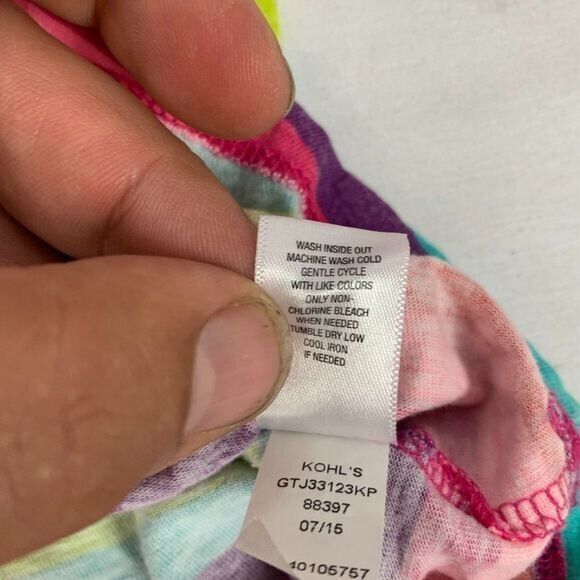 WASH INSIDE OUT
MACHINE WASH COLD
GENTLE CYCLE
WITH LIKE COLORS
ONLY NON-
CHLORINE BLEACH
WHEN NEEDED
TUMBLE DRY LOW
COOL IRON
IF NEEDED
KOHL'S
GTJ33123KP
88397
07/15
40105757